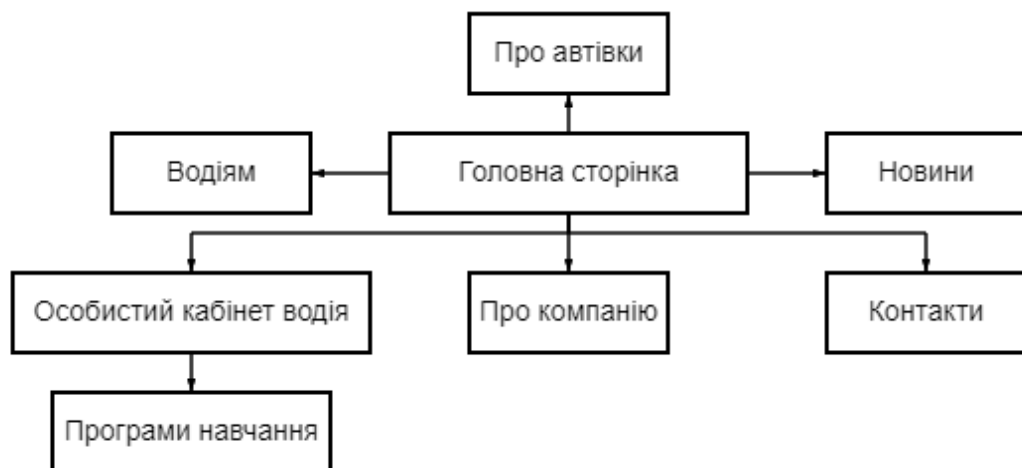 Про автівки
Водіям
Головна сторінка
Новини
Особистий кабінет водія
Про компанію
Контакти
Програми навчання